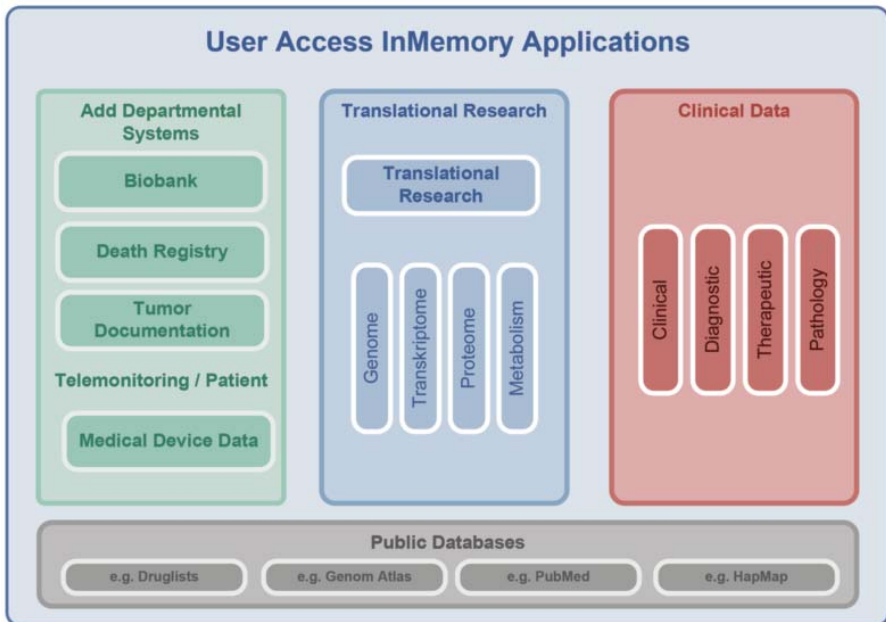 User Access InMemory Applications
Add Departmental
Systems
Biobank
Death Registry
Tumor
Documentation
Telemonitoring / Patient
Medical Device Data
Translational Research
Translational
Research
Genome
Transkriptome
Proteome
Metabolism
Clinical Data
Clinical
Diagnostic
Therapeutic
Pathology
Public Databases
e.g. Druglists
e.g. Genom Atlas
e.g. PubMed
e.g. HapMap